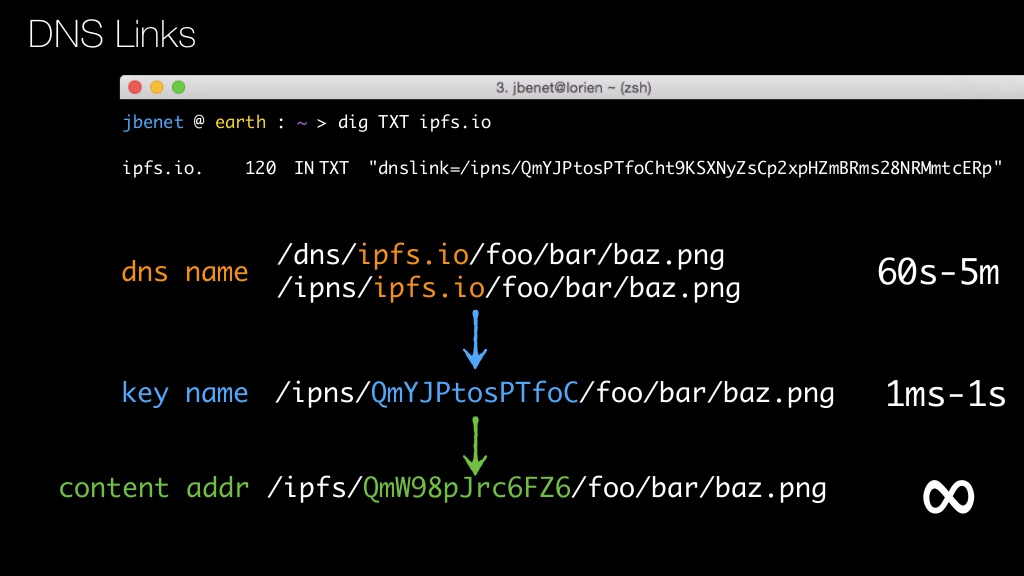 DNS Links
3. jbenet@lorien ~ (zsh)
jbenet @ earth : ~ > dig TXT ipfs.io
ipfs.io. 120 IN TXT "dnslink=/ipns/QmYJPtosPTfoCht9KSXNyZsCp2xpHZmBRms28NRMmtcERp"
/dns/ipfs.io/foo/bar/baz.png
dns name
/ipns/ipfs.io/foo/bar/baz.png
60s-5m
key name /ipns/QmYJPtosPTfoC/foo/bar/baz.png 1ms-1s
content addr /ipfs/QmW98pJrc6FZ6/foo/bar/baz.png ∞